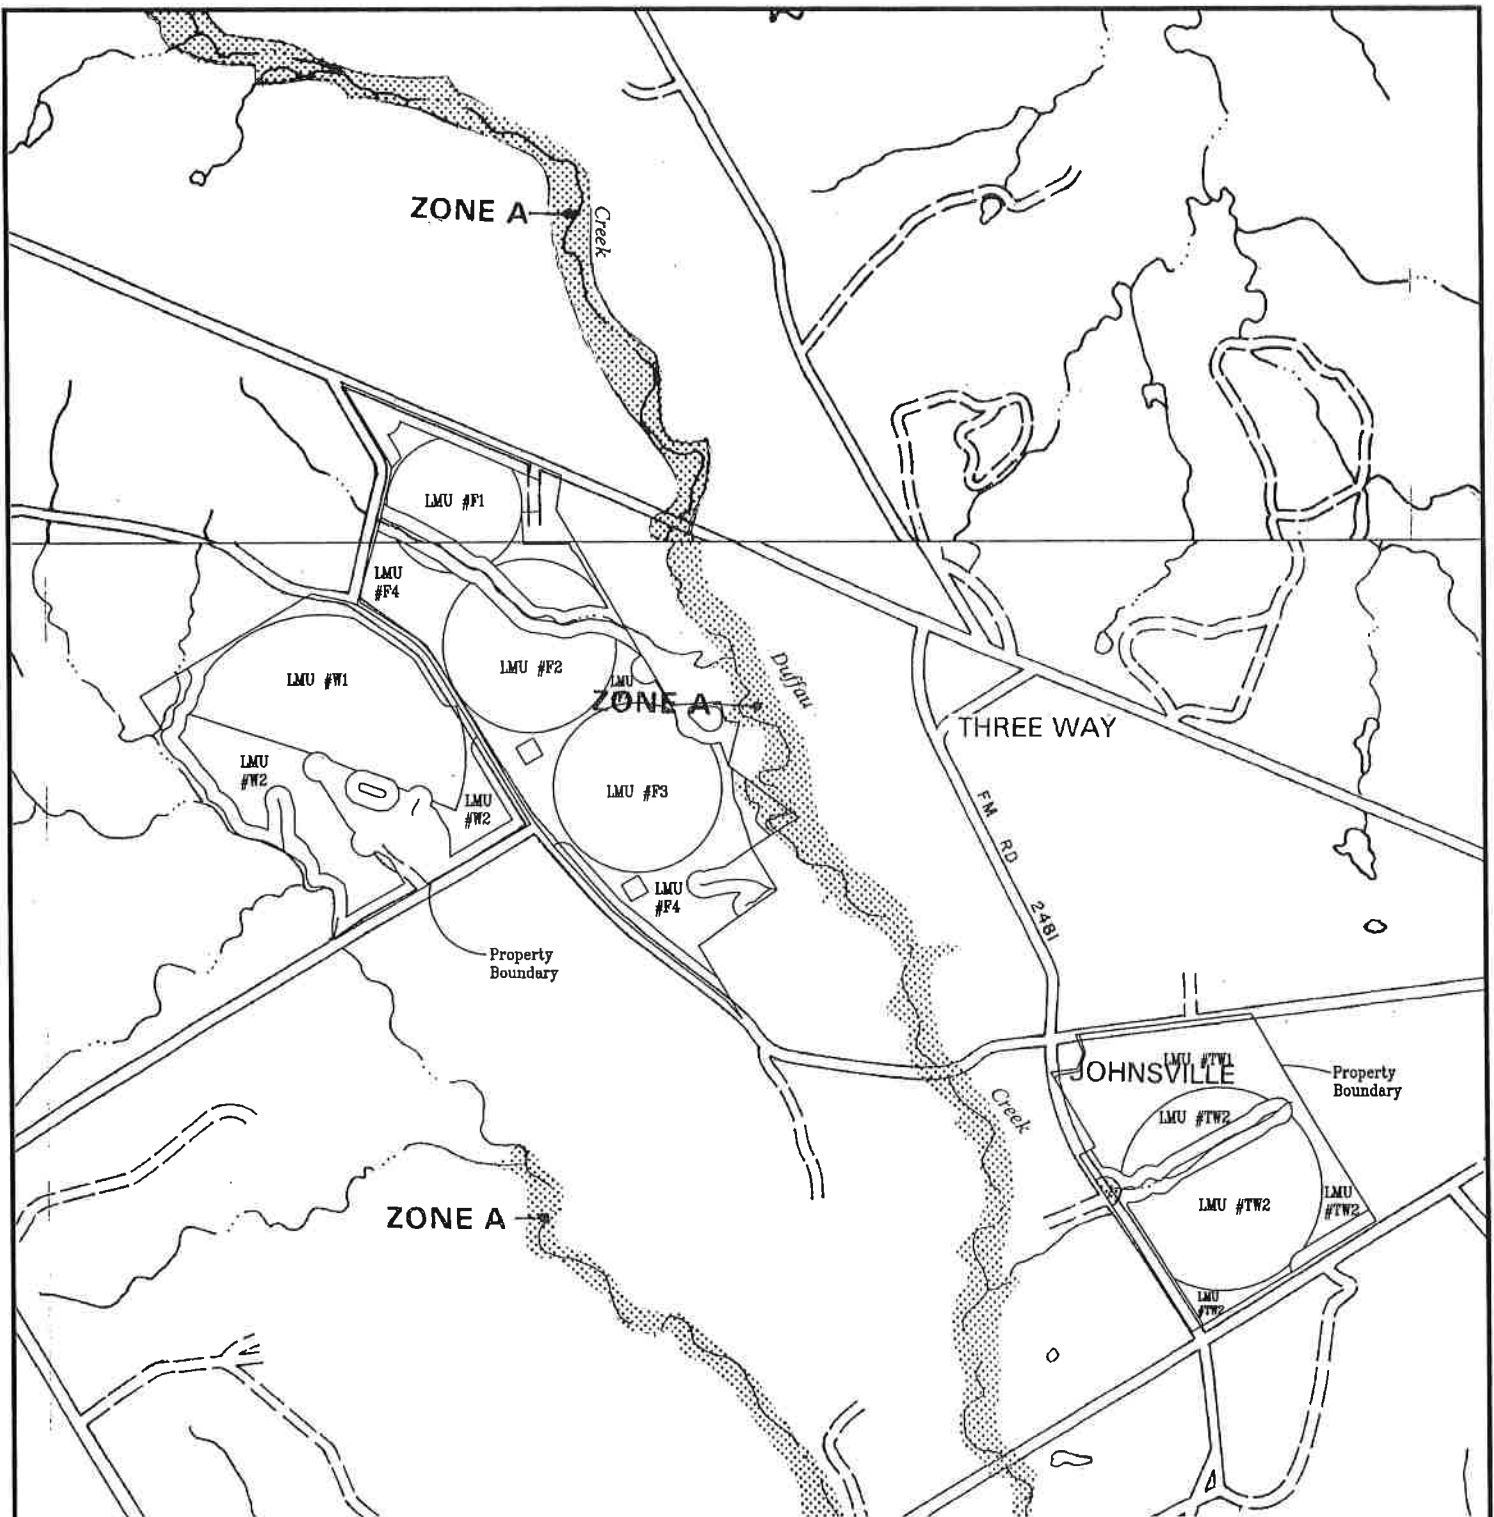 ZONE A
Creek
LMU #F1
LMU
#F4
LMU #F2
LMU #W1
LMU
ZONE A
Duffau
THREE WAY
LMU
#W2
LMU
#W2
LMU #F3
FM RD 2481
LMU
#F4
Property
Boundary
LMU #TW1
JOHNSVILLE
Property
Boundary
Creek
LMU #TW2
LMU #TW2
LMU
#TW2
ZONE A
LMU
#TW2